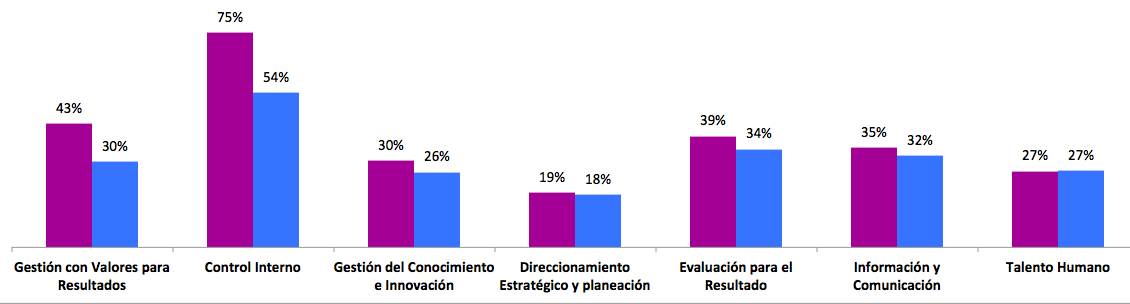 75%
54%
43%
39%
30%
30%
34%
35%
32%
26%
27%
27%
19%
18%
Gestión con Valores para
Resultados
Control Interno
Gestión del Conocimiento
e Innovación
Direccionamiento
Estratégico y planeación
Evaluación para el
Resultado
Información y
Comunicación
Talento Humano